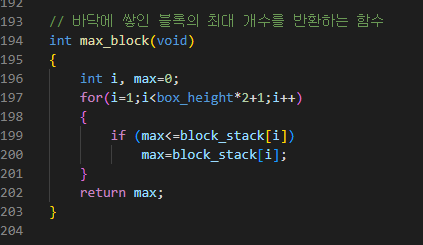 192
193 // 바닥에 쌓인 블록의 최대 개수를 반환하는 함수
194 int max_block(void)
195 {
196 int i, max=0;
197 for(i=1;i<box_height*2+1;i++)
198 {
199 if (max<=block_stack[i])
200 max=block_stack[i];
201 }
202 return max;
203 }
204